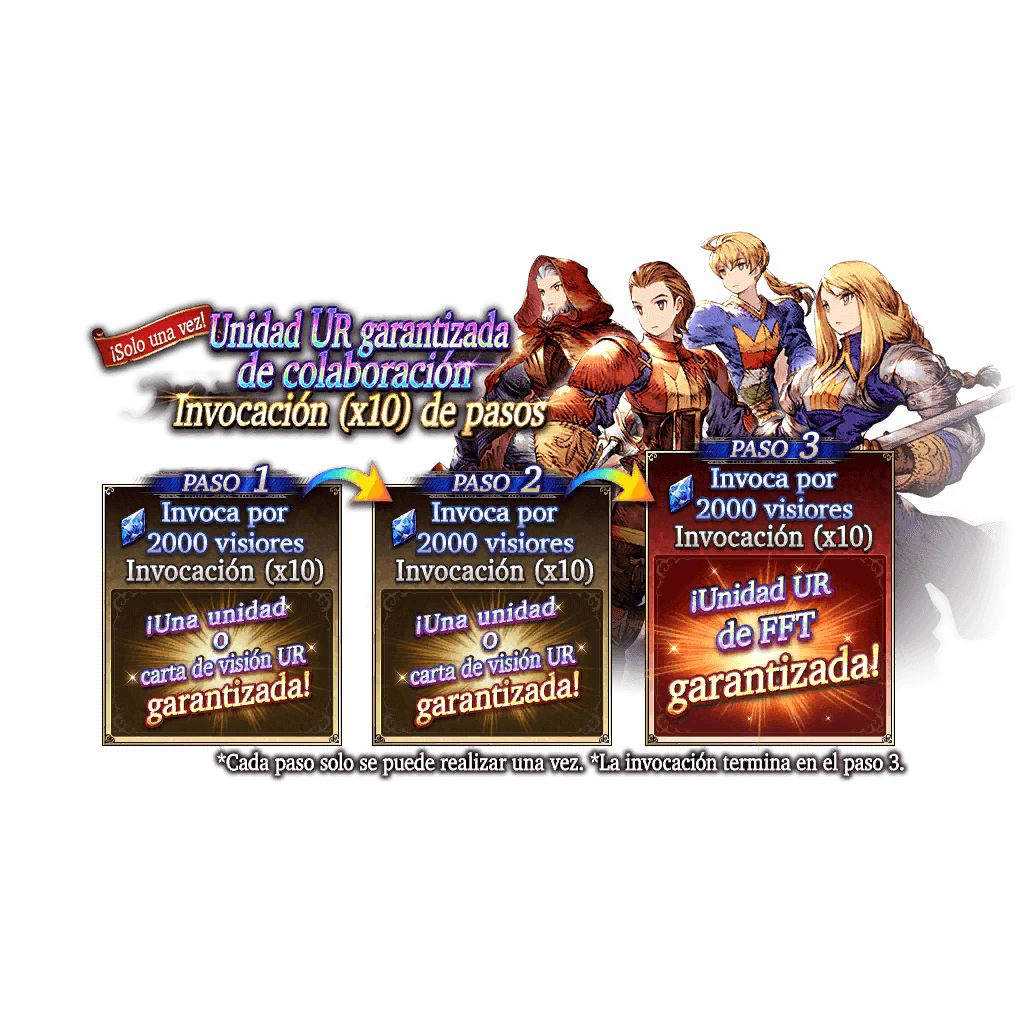 ¡Solo una vez!
Unidad UR garantizada
de colaboración
Invocación (x10) de pasos
PASO 1
Invoca por
2000 visiores
Invocación (x10)
¡Una unidad
o
carta de visión UR
garantizada!
PASO 2
Invoca por
2000 visiores
Invocación (x10)
¡Una unidad
o
carta de visión UR
garantizada!
PASO 3
Invoca por
2000 visiores
Invocación (x10)
¡Unidad UR
de FFT
garantizada!
*Cada paso solo se puede realizar una vez. *La invocación termina en el paso 3.